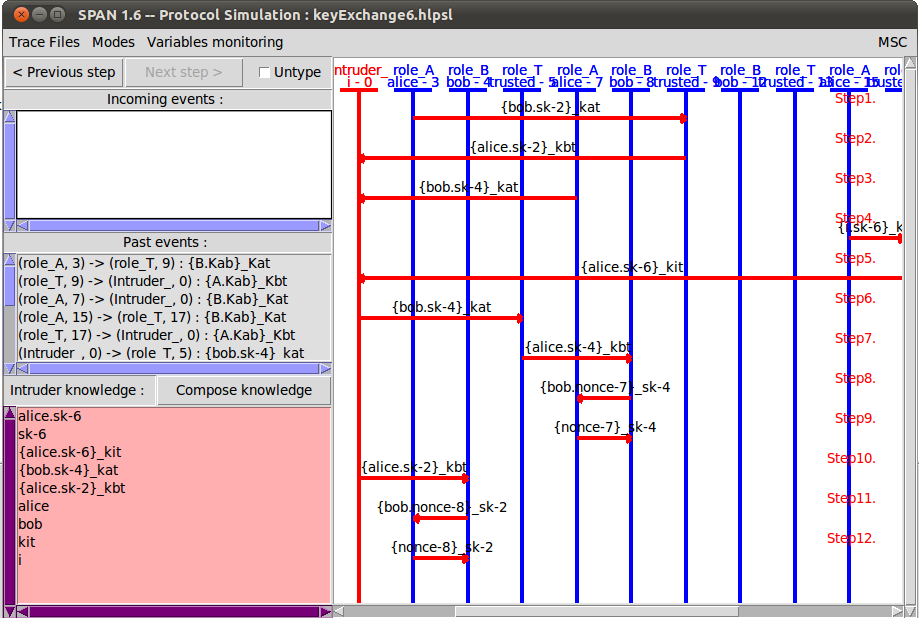 SPAN 1.6 -- Protocol Simulation : keyExchange6.hlpsl
Trace Files Modes Variables monitoring MSC
< Previous step Next step > Untype
Incoming events :
Past events :
(role_A, 3) -> (role_T, 9) : {B.Kab}_Kat
(role_T, 9) -> (Intruder_, 0) : {A.Kab}_Kbt
(role_A, 7) -> (Intruder_, 0) : {B.Kab}_Kat
(role_A, 15) -> (role_T, 17) : {B.Kab}_Kat
(role_T, 17) -> (Intruder_, 0) : {A.Kab}_Kbt
(Intruder_, 0) -> (role_T, 5) : {bob.sk-4}_kat
Intruder knowledge : Compose knowledge
alice.sk-6
sk-6
{alice.sk-6}_kit
{bob.sk-4}_kat
{alice.sk-2}_kbt
alice
bob
kit
i
ntruder_ role_A role_B role_T role_A role_B role_T role_B role_T role_A rol
i - 0 alice - 3 bob - 4 trusted - 5 alice - 7 bob - 8 trusted - 9 bob - 12 trusted - 13 alice - 15 truste
Step1.
{bob.sk-2}_kat
Step2.
{alice.sk-2}_kbt
Step3.
{bob.sk-4}_kat
Step4.
{i.sk-6}_k
Step5.
{alice.sk-6}_kit
Step6.
{bob.sk-4}_kat
Step7.
{alice.sk-4}_kbt
Step8.
{bob.nonce-7}_sk-4
Step9.
{nonce-7}_sk-4
Step10.
{alice.sk-2}_kbt
Step11.
{bob.nonce-8}_sk-2
Step12.
{nonce-8}_sk-2